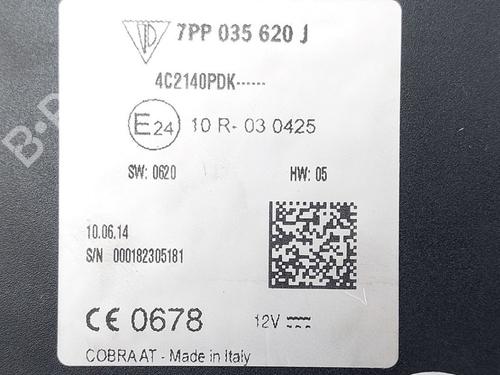 7PP 035 620 J
4C2140PDK------
E24 10 R- 03 0425
SW: 0620 HW: 05
10.06.14
S/N 000182305181
CE 0678 12V
COBRA AT - Made in Italy